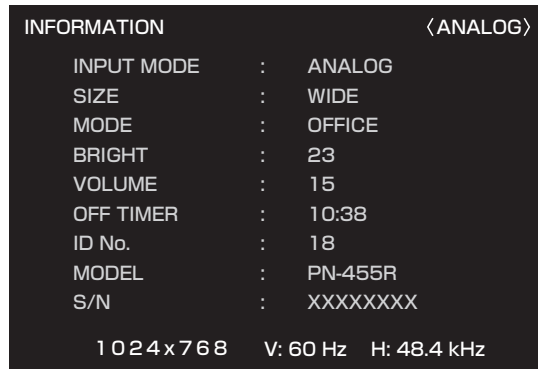 INFORMATION 〈ANALOG〉
INPUT MODE : ANALOG
SIZE : WIDE
MODE : OFFICE
BRIGHT : 23
VOLUME : 15
OFF TIMER : 10:38
ID No. : 18
MODEL : PN-455R
S/N : XXXXXXXX
1024x768 V: 60 Hz H: 48.4 kHz